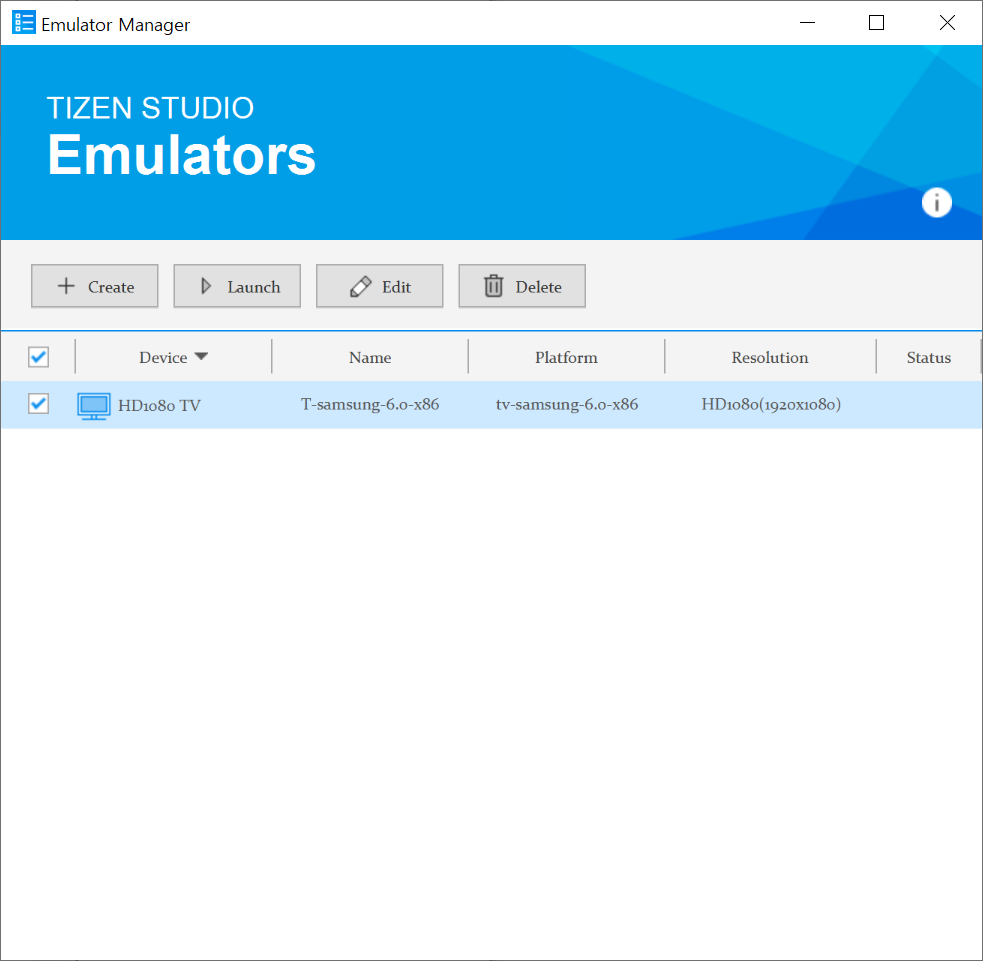 Emulator Manager
TIZEN STUDIO
Emulators
Create Launch Edit Delete
Device Name Platform Resolution Status
HD1080 TV T-samsung-6.0-x86 tv-samsung-6.0-x86 HD1080(1920x1080)